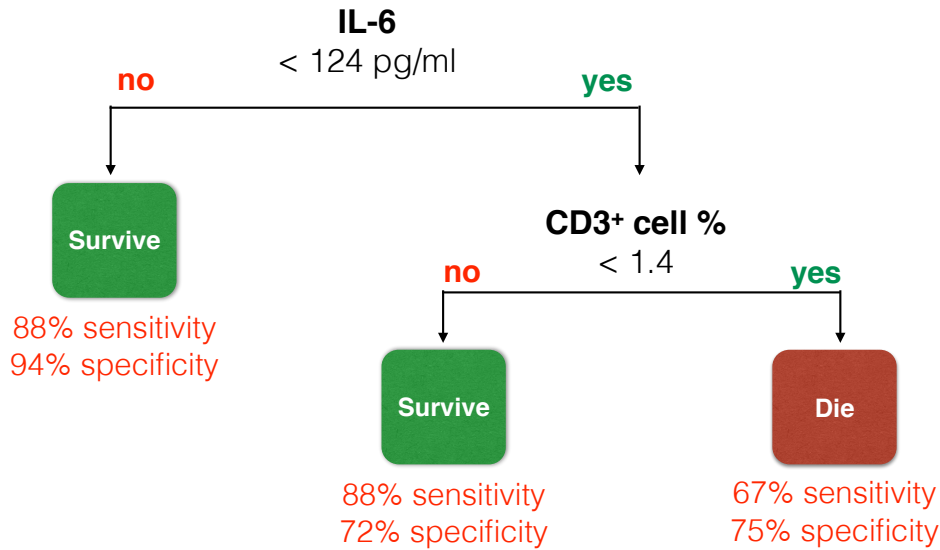 IL-6
< 124 pg/ml
no
yes
Survive
88% sensitivity
94% specificity
CD3⁺ cell %
< 1.4
no
yes
Survive
88% sensitivity
72% specificity
Die
67% sensitivity
75% specificity